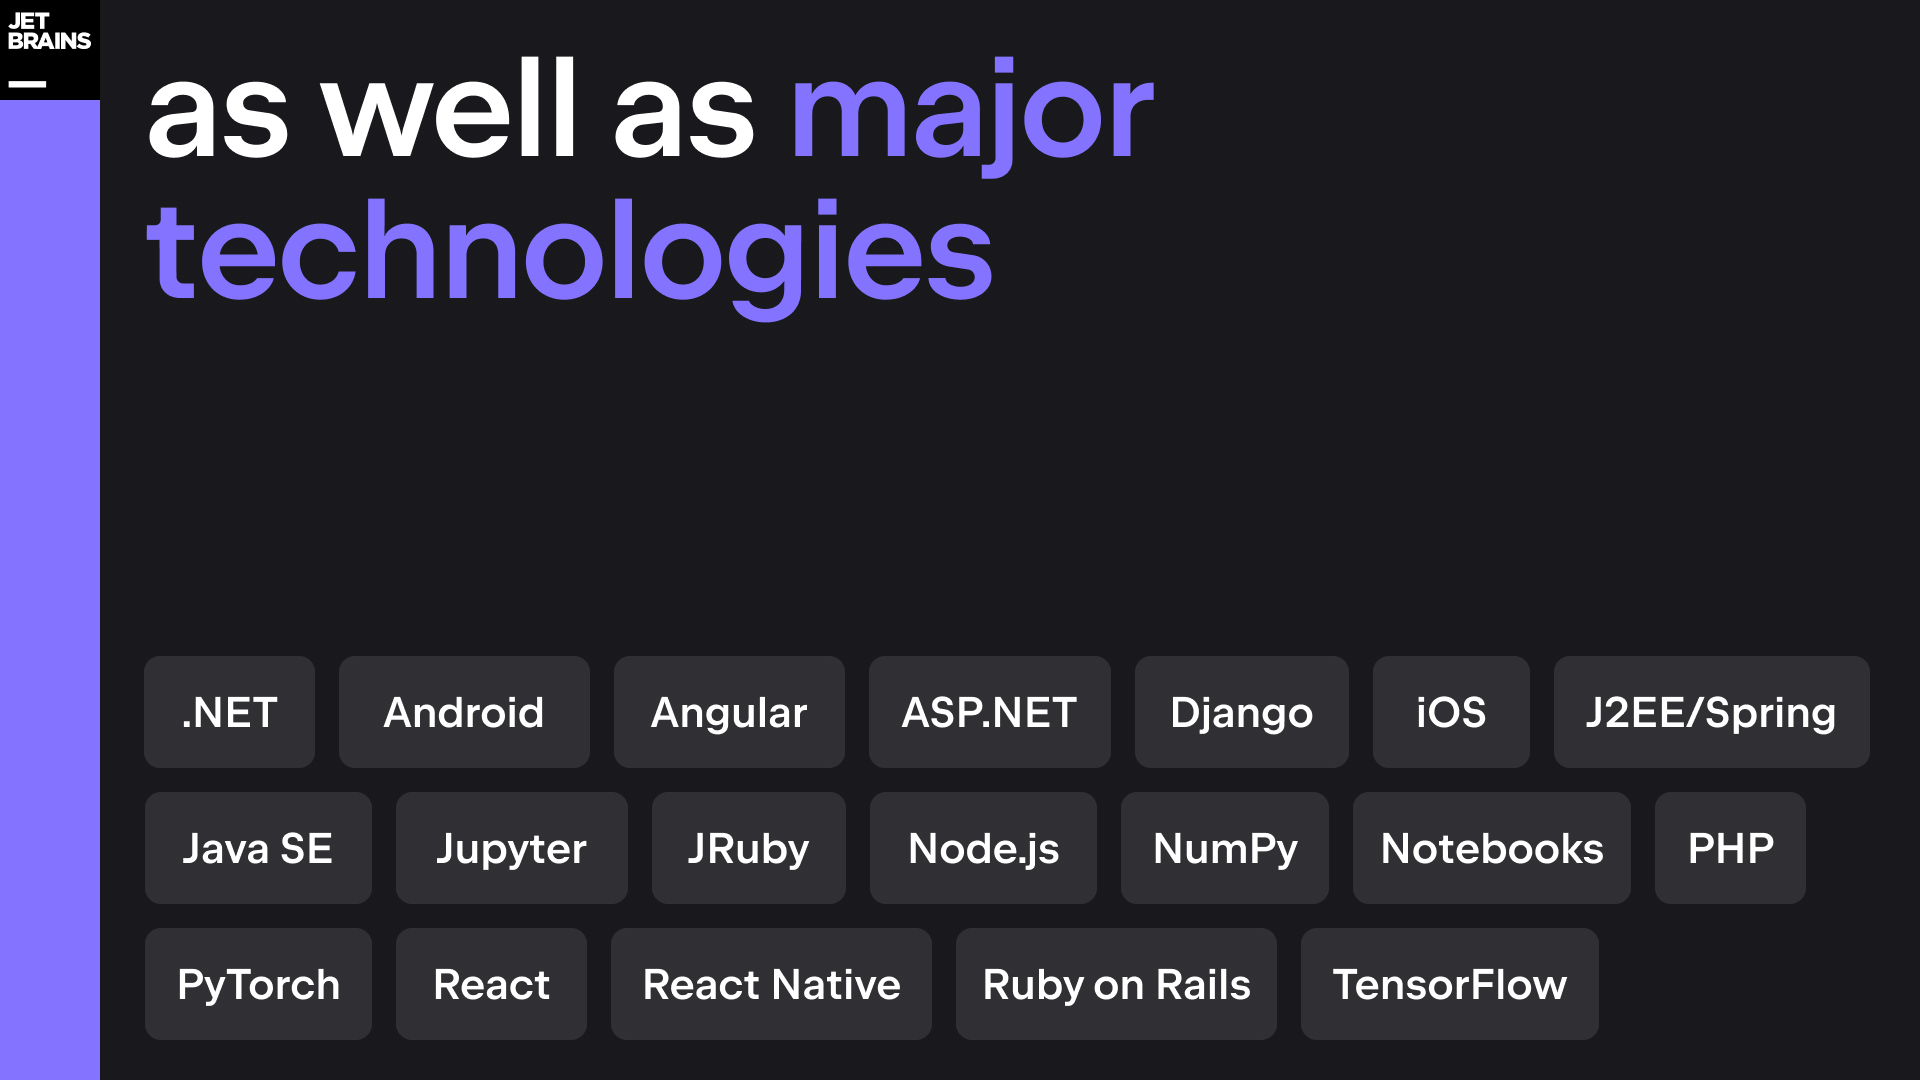 JET
BRAINS
as well as major
technologies
.NET Android Angular ASP.NET Django iOS J2EE/Spring
Java SE Jupyter JRuby Node.js NumPy Notebooks PHP
PyTorch React React Native Ruby on Rails TensorFlow